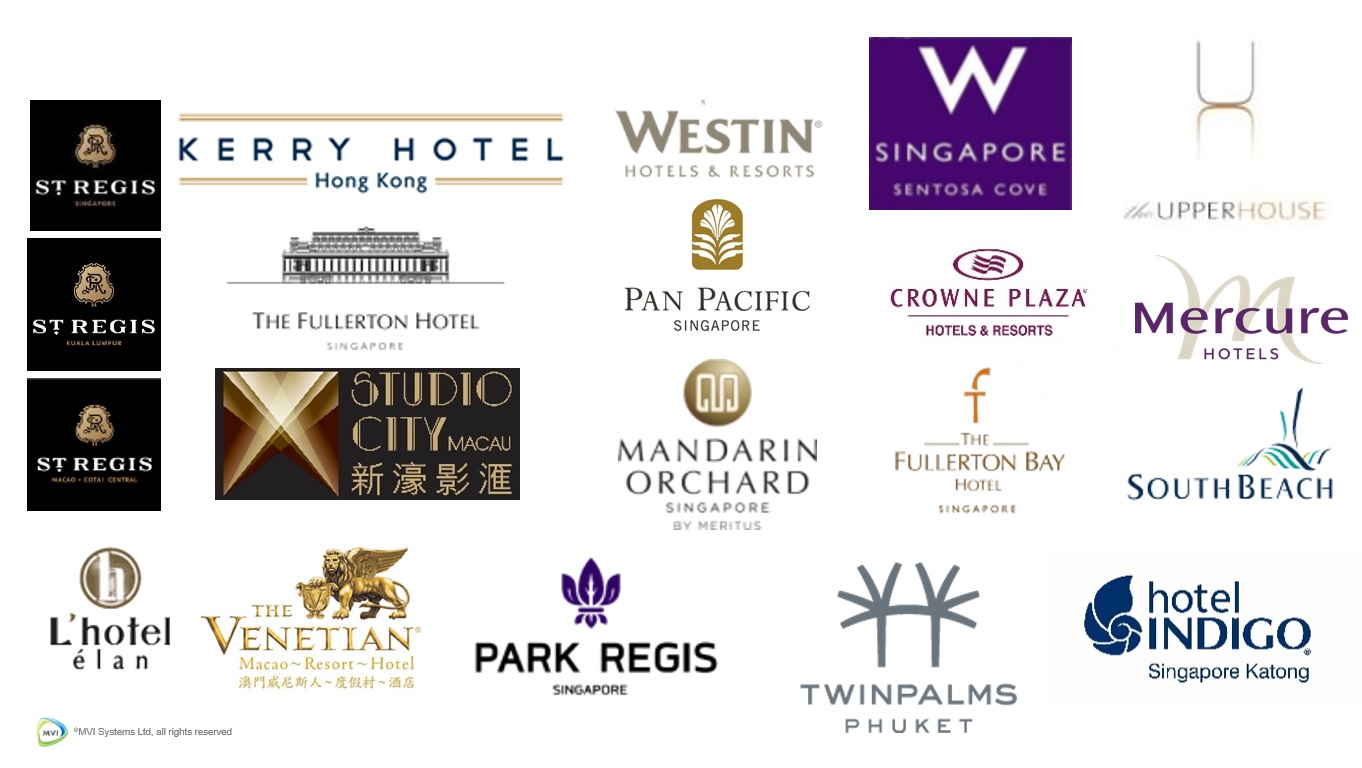 ST REGIS
SINGAPORE
KERRY HOTEL
Hong Kong
WESTIN®
HOTELS & RESORTS
W
SINGAPORE
SENTOSA COVE
the UPPERHOUSE
ST REGIS
KUALA LUMPUR
THE FULLERTON HOTEL
SINGAPORE
PAN PACIFIC
SINGAPORE
CROWNE PLAZA®
HOTELS & RESORTS
m
Mercure
HOTELS
ST REGIS
MACAO • COTAI CENTRAL
STUDIO
CITY MACAU
新濠影滙
MANDARIN
ORCHARD
SINGAPORE
BY MERITUS
f
THE
FULLERTON BAY
HOTEL
SINGAPORE
SOUTH BEACH
h
L'hotel
élan
THE
VENETIAN®
Macao~Resort~Hotel
澳門威尼斯人~度假村~酒店
PARK REGIS
SINGAPORE
TWINPALMS
PHUKET
hotel
INDIGO®
Singapore Katong
MVI
©MVI Systems Ltd, all rights reserved